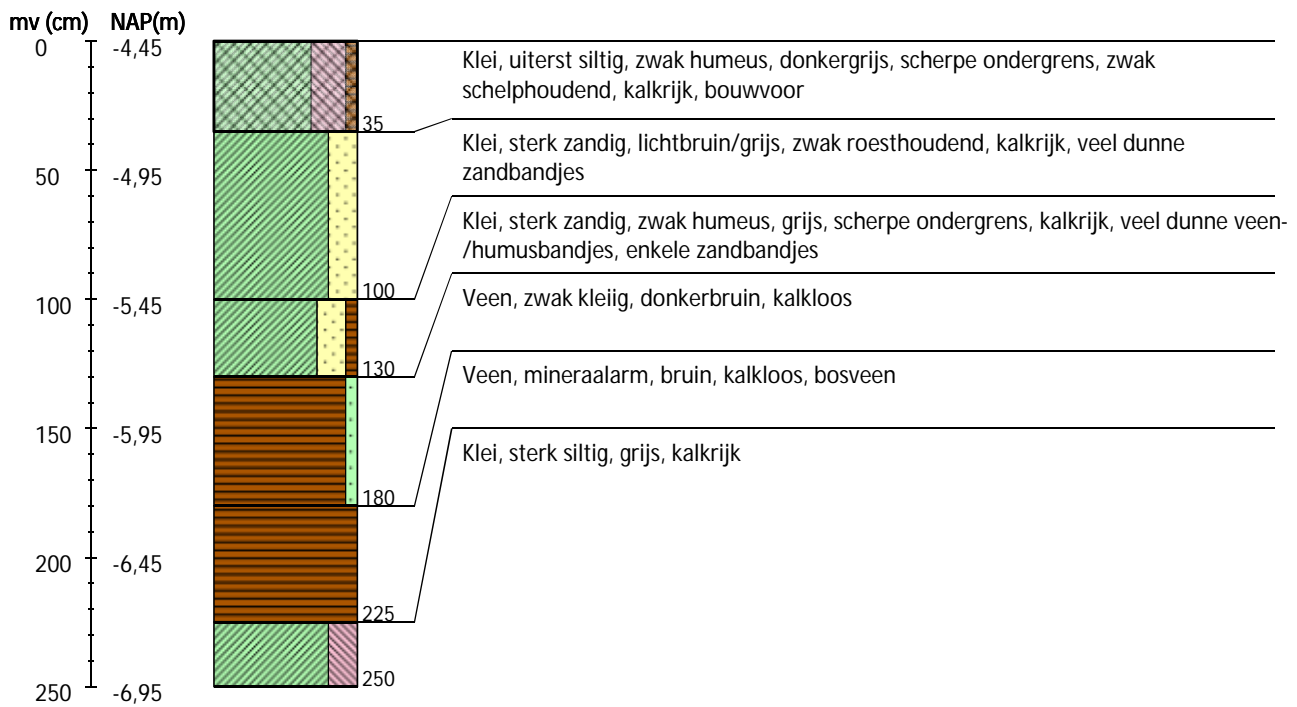 mv (cm) NAP(m)
0 -4,45
Klei, uiterst siltig, zwak humeus, donkergrijs, scherpe ondergrens, zwak
schelphoudend, kalkrijk, bouwvoor
35
Klei, sterk zandig, lichtbruin/grijs, zwak roesthoudend, kalkrijk, veel dunne
zandbandjes
50 -4,95
Klei, sterk zandig, zwak humeus, grijs, scherpe ondergrens, kalkrijk, veel dunne veen-
/humusbandjes, enkele zandbandjes
100
100 -5,45
Veen, zwak kleiig, donkerbruin, kalkloos
130
Veen, mineraalarm, bruin, kalkloos, bosveen
150 -5,95
Klei, sterk siltig, grijs, kalkrijk
180
200 -6,45
225
250
250 -6,95